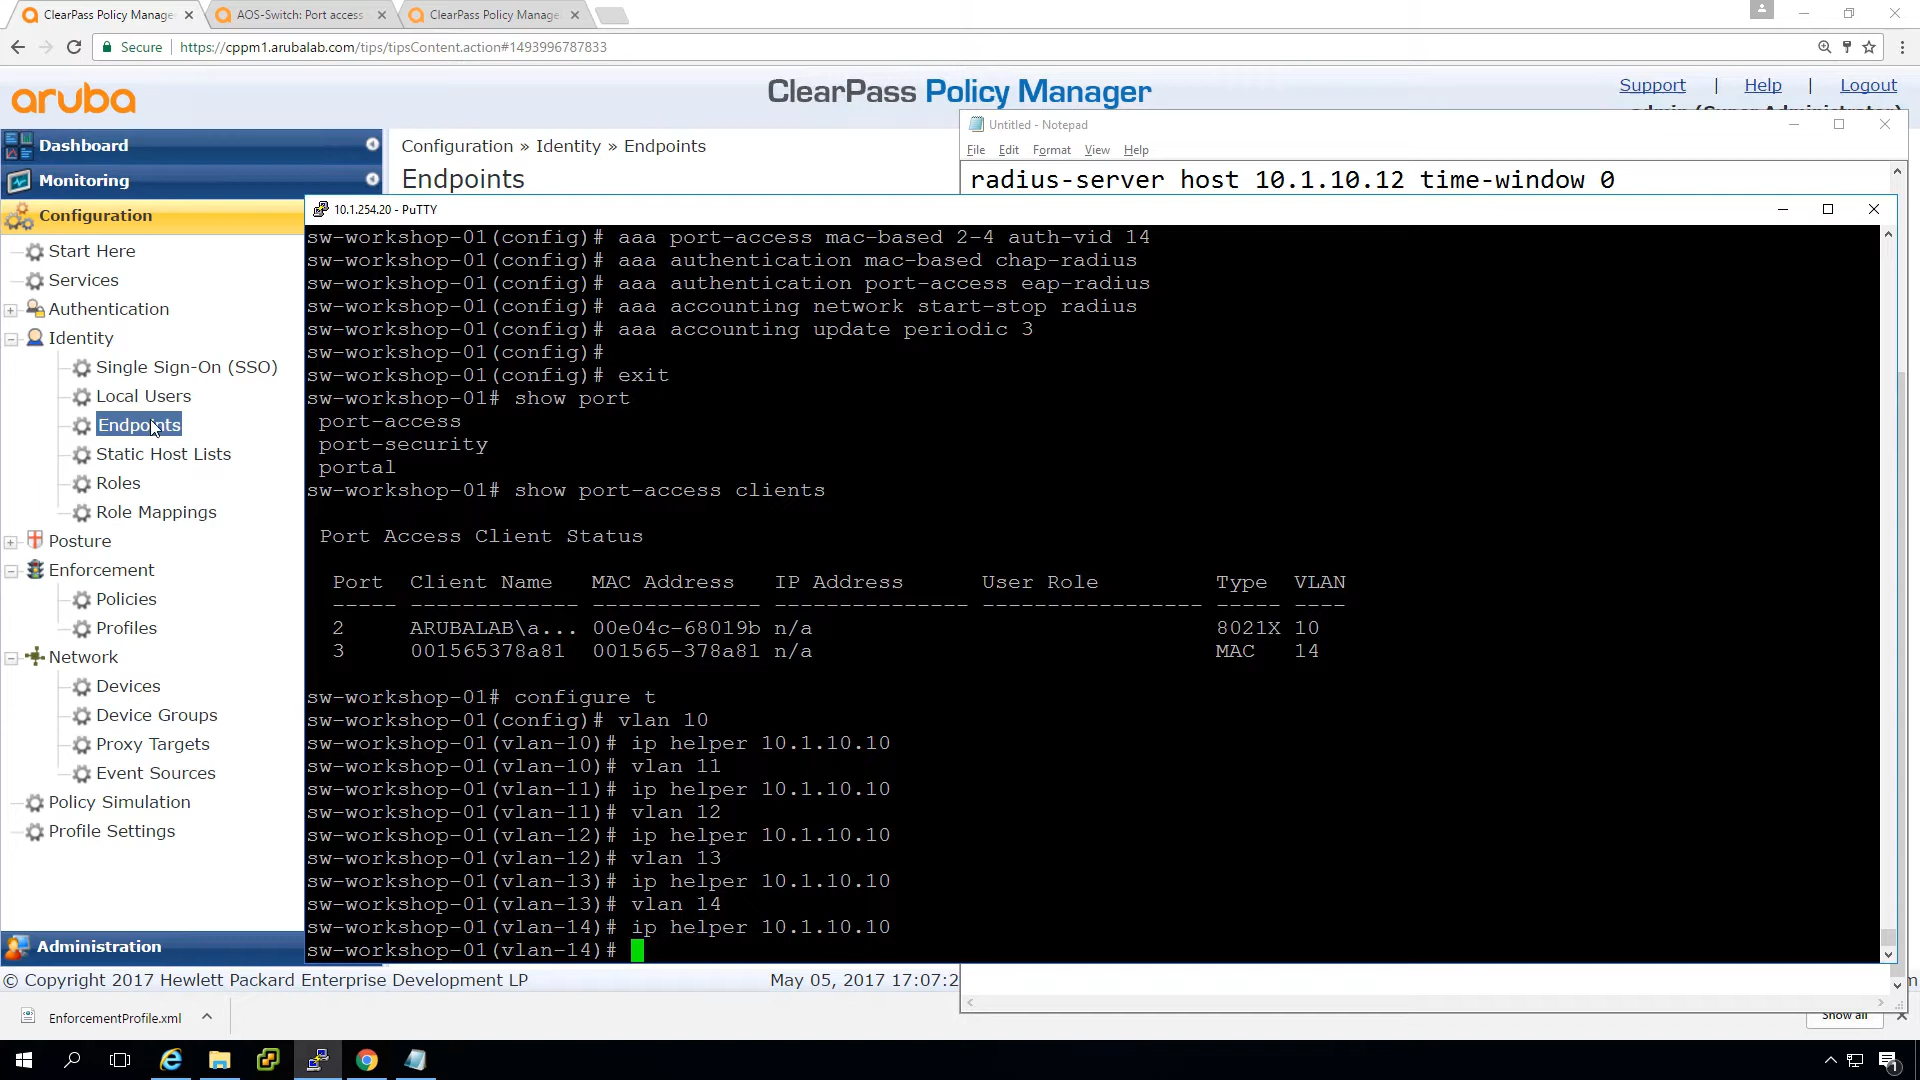 ClearPass Policy Manage
AOS-Switch: Port access
ClearPass Policy Manage
Secure
https://cppm1.arubalab.com/tips/tipsContent.action#1493996787833
aruba
ClearPass Policy Manager
Support | Help | Logout
Dashboard
Monitoring
Configuration
Start Here
Services
Authentication
Identity
Single Sign-On (SSO)
Local Users
Endpoints
Static Host Lists
Roles
Role Mappings
Posture
Enforcement
Policies
Profiles
Network
Devices
Device Groups
Proxy Targets
Event Sources
Policy Simulation
Profile Settings
Administration
Configuration » Identity » Endpoints
Endpoints
Untitled - Notepad
File Edit Format View Help
radius-server host 10.1.10.12 time-window 0
10.1.254.20 - PuTTY
sw-workshop-01(config)# aaa port-access mac-based 2-4 auth-vid 14
sw-workshop-01(config)# aaa authentication mac-based chap-radius
sw-workshop-01(config)# aaa authentication port-access eap-radius
sw-workshop-01(config)# aaa accounting network start-stop radius
sw-workshop-01(config)# aaa accounting update periodic 3
sw-workshop-01(config)#
sw-workshop-01(config)# exit
sw-workshop-01# show port
port-access
port-security
portal
sw-workshop-01# show port-access clients
Port Access Client Status
Port Client Name MAC Address IP Address User Role Type VLAN
----- ------------- ------------- --------------- ----------------- ----- ----
2 ARUBALAB\a... 00e04c-68019b n/a 8021X 10
3 001565378a81 001565-378a81 n/a MAC 14
sw-workshop-01# configure t
sw-workshop-01(config)# vlan 10
sw-workshop-01(vlan-10)# ip helper 10.1.10.10
sw-workshop-01(vlan-10)# vlan 11
sw-workshop-01(vlan-11)# ip helper 10.1.10.10
sw-workshop-01(vlan-11)# vlan 12
sw-workshop-01(vlan-12)# ip helper 10.1.10.10
sw-workshop-01(vlan-12)# vlan 13
sw-workshop-01(vlan-13)# ip helper 10.1.10.10
sw-workshop-01(vlan-13)# vlan 14
sw-workshop-01(vlan-14)# ip helper 10.1.10.10
sw-workshop-01(vlan-14)#
© Copyright 2017 Hewlett Packard Enterprise Development LP
May 05, 2017 17:07:2
EnforcementProfile.xml
Show all
1